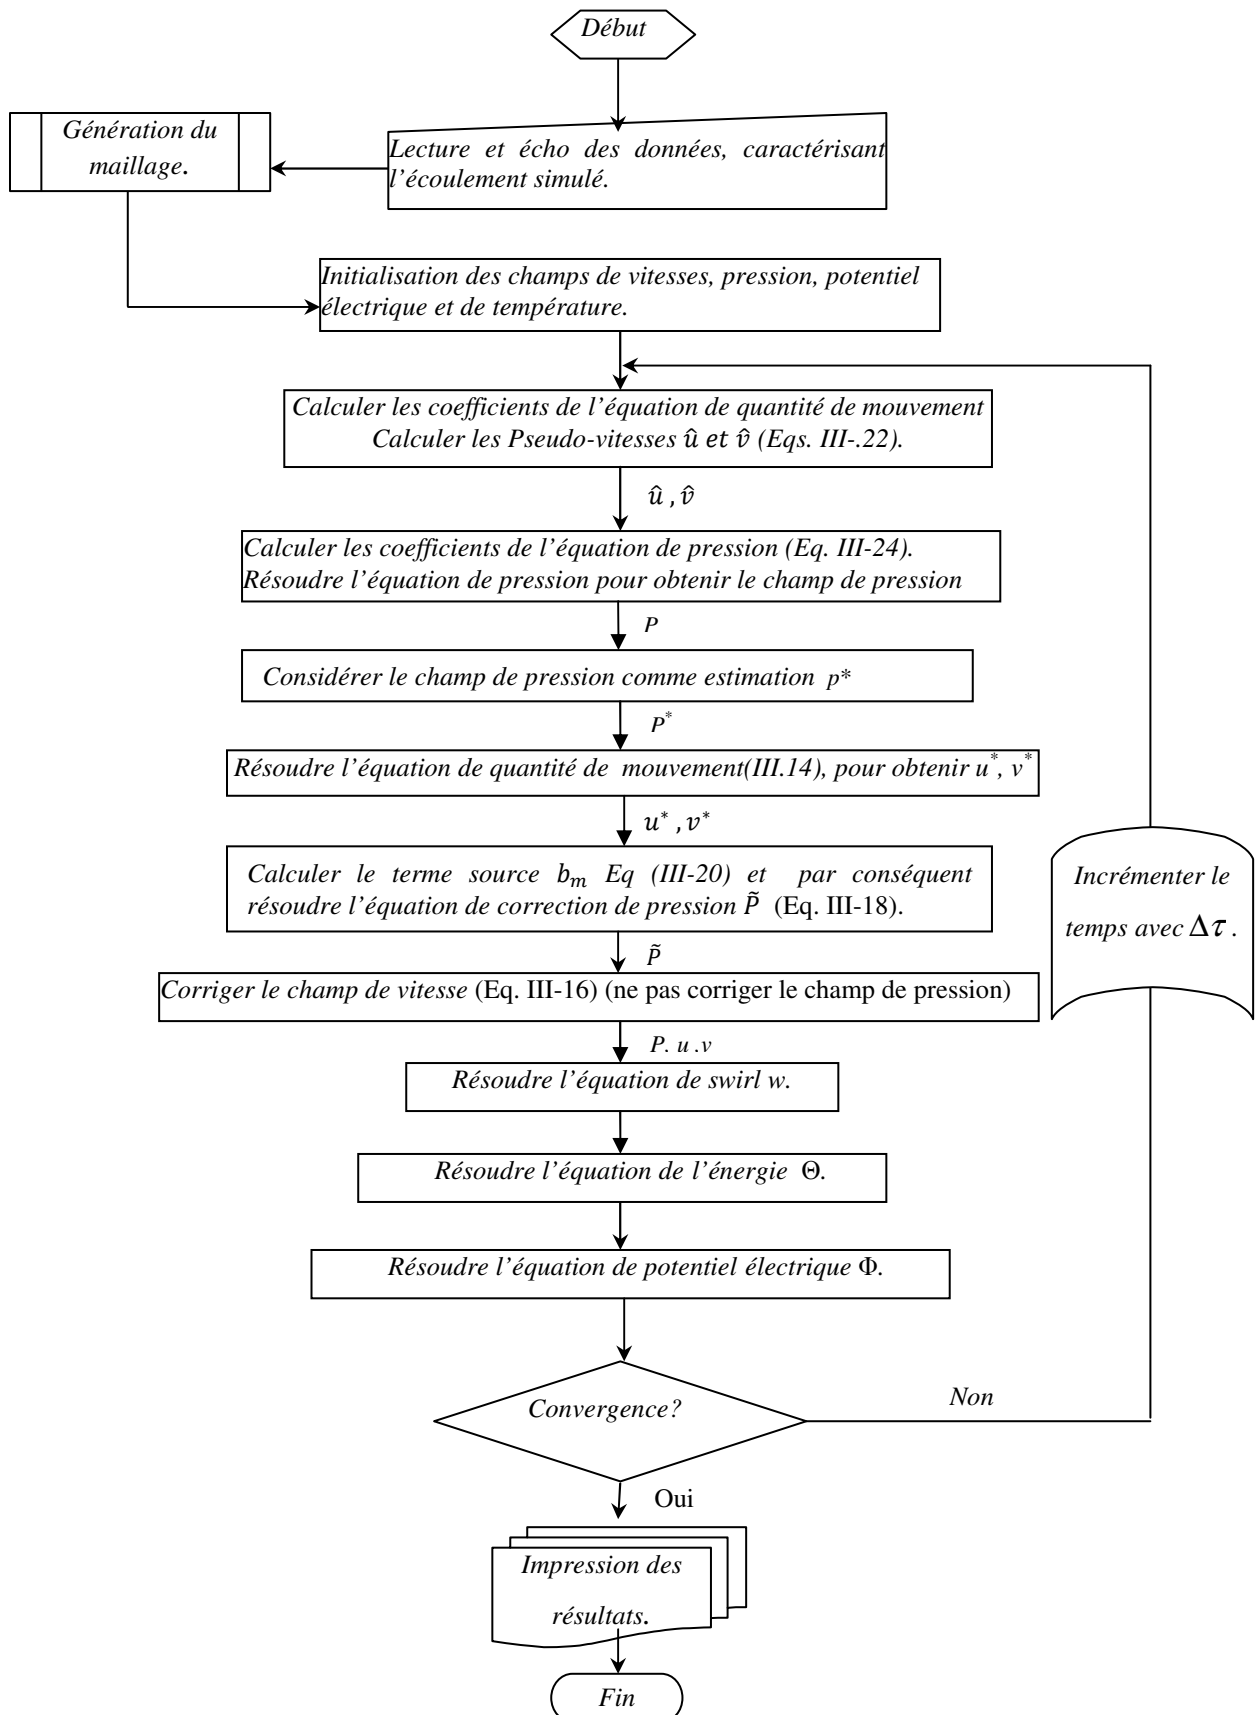 Début
Génération du
maillage.
Lecture et écho des données, caractérisant
l'écoulement simulé.
Initialisation des champs de vitesses, pression, potentiel
électrique et de température.
Calculer les coefficients de l'équation de quantité de mouvement
Calculer les Pseudo-vitesses û et v̂ (Eqs. III-.22).
û , v̂
Calculer les coefficients de l'équation de pression (Eq. III-24).
Résoudre l'équation de pression pour obtenir le champ de pression
P
Considérer le champ de pression comme estimation p*
P*
Résoudre l'équation de quantité de mouvement(III.14), pour obtenir u*, v*
u* , v*
Calculer le terme source bₘ Eq (III-20) et par conséquent
résoudre l'équation de correction de pression P̃ (Eq. III-18).
P̃
Corriger le champ de vitesse (Eq. III-16) (ne pas corriger le champ de pression)
P. u .v
Résoudre l'équation de swirl w.
Résoudre l'équation de l'énergie Θ.
Résoudre l'équation de potentiel électrique Φ.
Convergence?
Non
Incrémenter le
temps avec Δτ .
Oui
Impression des
résultats.
Fin